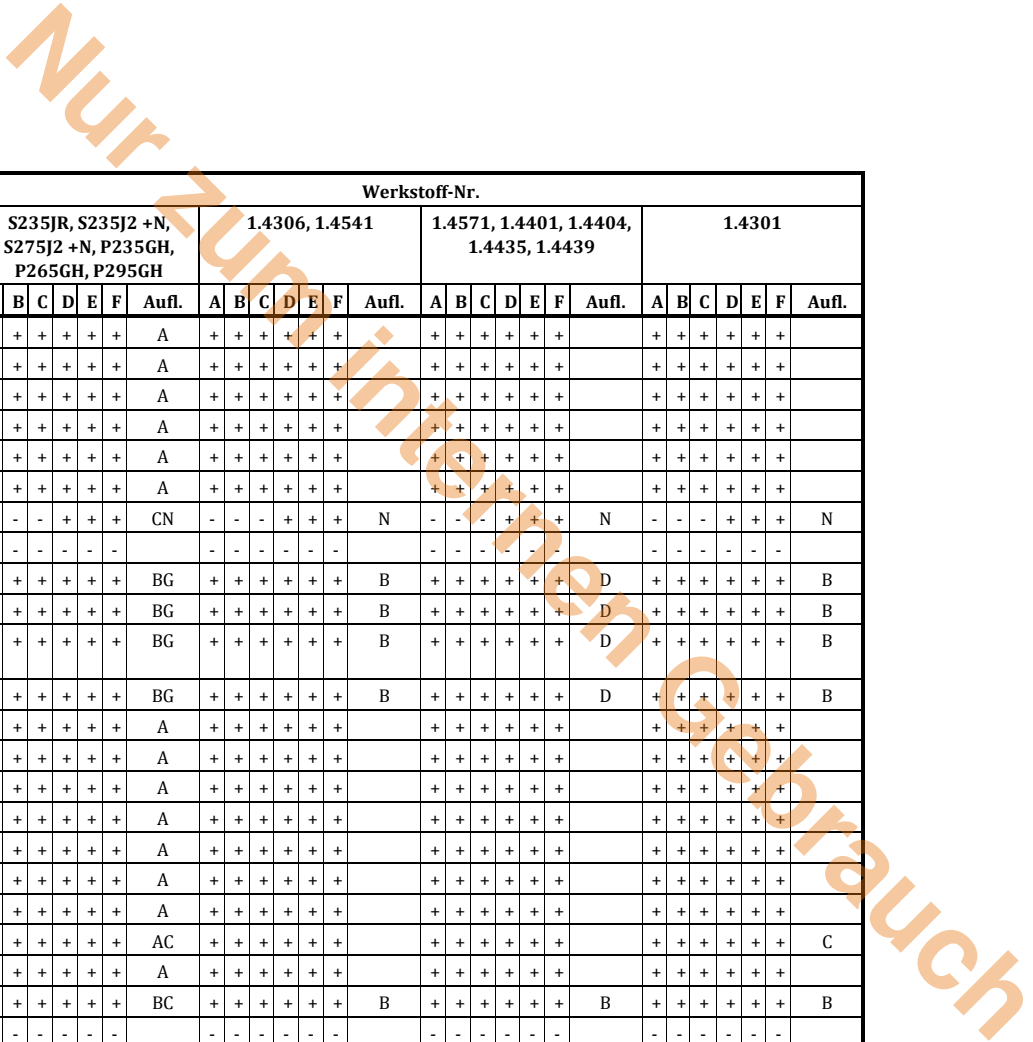 Werkstoff-Nr.
S235JR, S235J2 +N, S275J2 +N, P235GH, P265GH, P295GH | 1.4306, 1.4541 | 1.4571, 1.4401, 1.4404, 1.4435, 1.4439 | 1.4301
B C D E F Aufl. A B C D E F Aufl. A B C D E F Aufl. A B C D E F Aufl.
+ + + + + A + + + + + + + + + + + + + + + + + +
+ + + + + A + + + + + + + + + + + + + + + + + +
+ + + + + A + + + + + + + + + + + + + + + + + +
+ + + + + A + + + + + + + + + + + + + + + + + +
+ + + + + A + + + + + + + + + + + + + + + + + +
+ + + + + A + + + + + + + + + + + + + + + + + +
- - + + + CN - - - + + + N - - - + + + N - - - + + + N
- - - - - - - - - - - - - - - - - - - - - - -
+ + + + + BG + + + + + + B + + + + + + D + + + + + + B
+ + + + + BG + + + + + + B + + + + + + D + + + + + + B
+ + + + + BG + + + + + + B + + + + + + D + + + + + + B
+ + + + + BG + + + + + + B + + + + + + D + + + + + + B
+ + + + + A + + + + + + + + + + + + + + + + + +
+ + + + + A + + + + + + + + + + + + + + + + + +
+ + + + + A + + + + + + + + + + + + + + + + + +
+ + + + + A + + + + + + + + + + + + + + + + + +
+ + + + + A + + + + + + + + + + + + + + + + + +
+ + + + + A + + + + + + + + + + + + + + + + + +
+ + + + + A + + + + + + + + + + + + + + + + + +
+ + + + + AC + + + + + + + + + + + + + + + + + + C
+ + + + + A + + + + + + + + + + + + + + + + + +
+ + + + + BC + + + + + + B + + + + + + B + + + + + + B
- - - - - - - - - - - - - - - - - - - - - - -
Nur zum internen Gebrauch